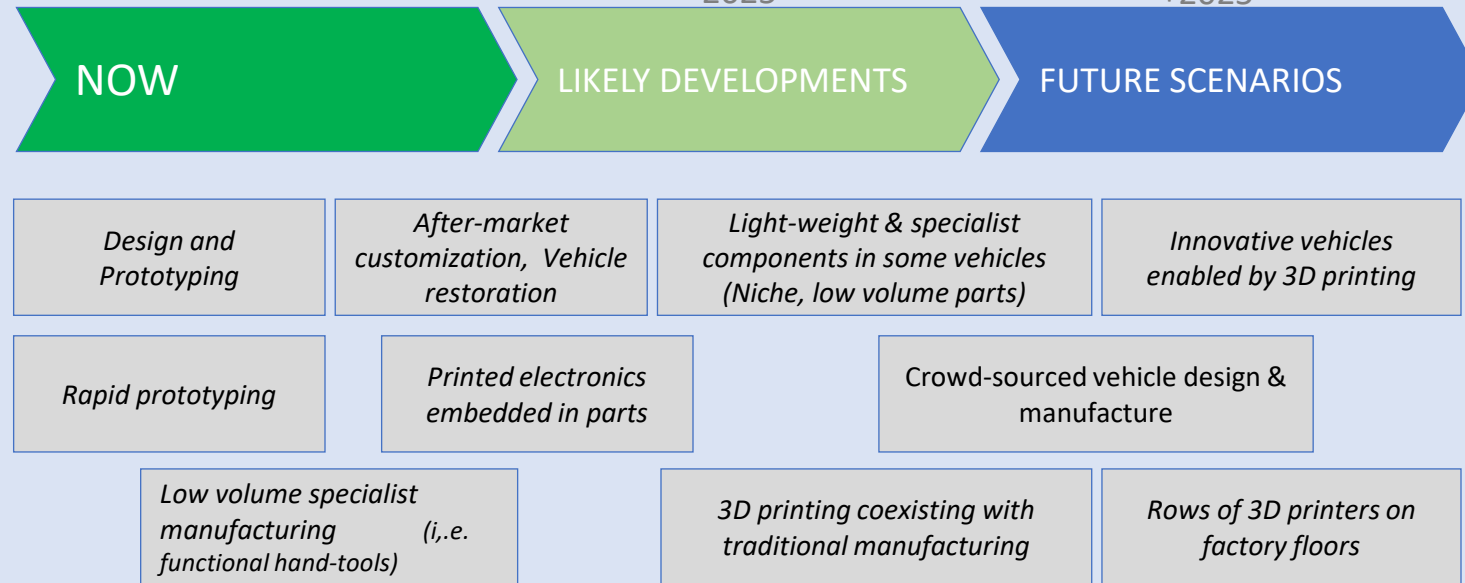 NOW
LIKELY DEVELOPMENTS
FUTURE SCENARIOS
Design and
Prototyping
After-market
customization, Vehicle
restoration
Light-weight & specialist
components in some vehicles
(Niche, low volume parts)
Innovative vehicles
enabled by 3D printing
Rapid prototyping
Printed electronics
embedded in parts
Crowd-sourced vehicle design &
manufacture
Low volume specialist
manufacturing (i,.e.
functional hand-tools)
3D printing coexisting with
traditional manufacturing
Rows of 3D printers on
factory floors